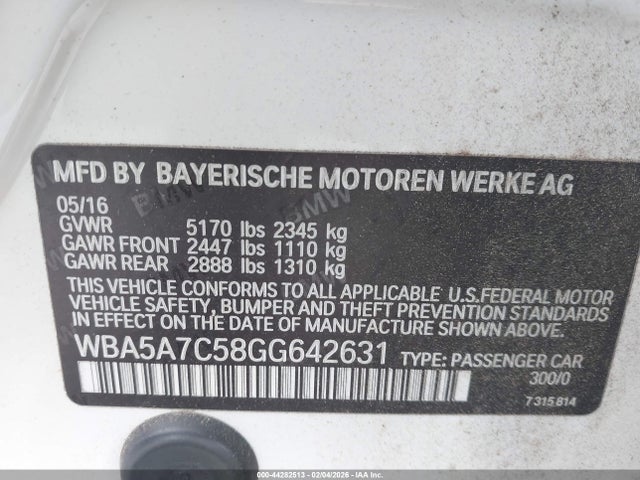 MFD BY BAYERISCHE MOTOREN WERKE AG
05/16
GVWR 5170 lbs 2345 kg
GAWR FRONT 2447 lbs 1110 kg
GAWR REAR 2888 lbs 1310 kg
THIS VEHICLE CONFORMS TO ALL APPLICABLE U.S.FEDERAL MOTOR
VEHICLE SAFETY, BUMPER AND THEFT PREVENTION STANDARDS
IN EFFECT ON THE DATE OF MANUFACTURE SHOWN ABOVE.
WBA5A7C58GG642631 TYPE: PASSENGER CAR
300/0
7315814
000-44282513 - 02/04/2026 - IAA Inc.